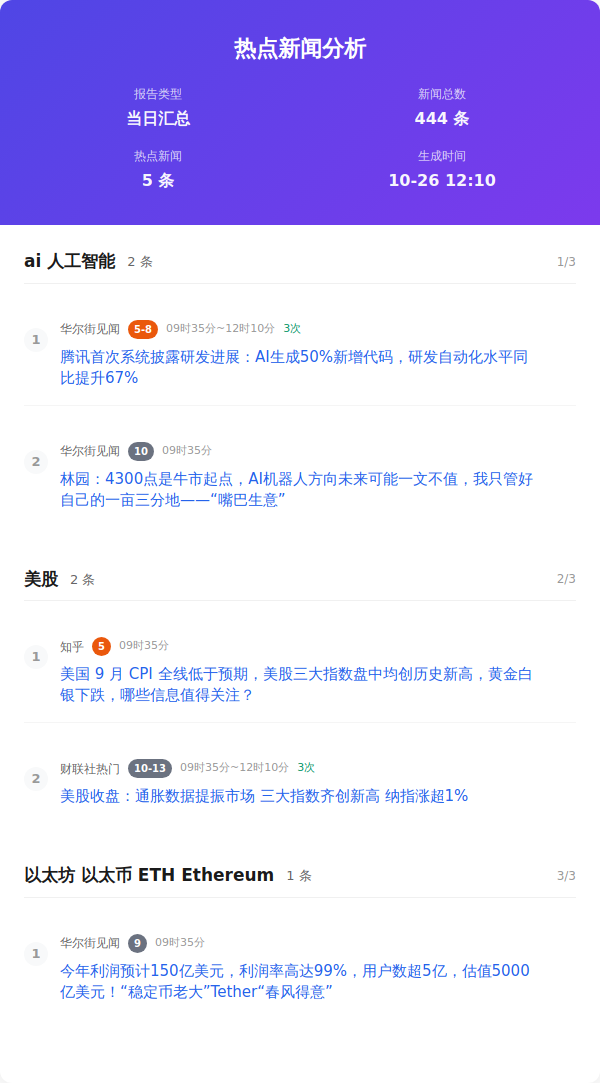 热点新闻分析
报告类型
新闻总数
当日汇总
444 条
热点新闻
生成时间
5 条
10-26 12:10
ai 人工智能 2 条 1/3
1
华尔街见闻 5-8 09时35分~12时10分 3次
腾讯首次系统披露研发进展：AI生成50%新增代码，研发自动化水平同
比提升67%
2
华尔街见闻 10 09时35分
林园：4300点是牛市起点，AI机器人方向未来可能一文不值，我只管好
自己的一亩三分地——“嘴巴生意”
美股 2 条 2/3
1
知乎 5 09时35分
美国 9 月 CPI 全线低于预期，美股三大指数盘中均创历史新高，黄金白
银下跌，哪些信息值得关注？
2
财联社热门 10-13 09时35分~12时10分 3次
美股收盘：通胀数据提振市场 三大指数齐创新高 纳指涨超1%
以太坊 以太币 ETH Ethereum 1 条 3/3
1
华尔街见闻 9 09时35分
今年利润预计150亿美元，利润率高达99%，用户数超5亿，估值5000
亿美元！“稳定币老大”Tether“春风得意”